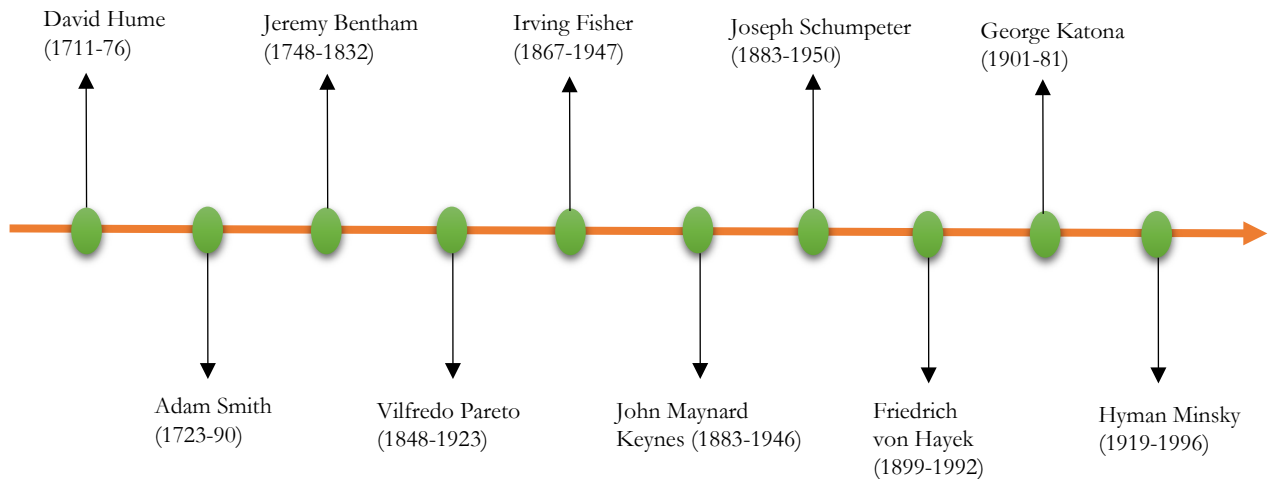 David Hume
(1711-76)
Jeremy Bentham
(1748-1832)
Irving Fisher
(1867-1947)
Joseph Schumpeter
(1883-1950)
George Katona
(1901-81)
Adam Smith
(1723-90)
Vilfredo Pareto
(1848-1923)
John Maynard
Keynes (1883-1946)
Friedrich
von Hayek
(1899-1992)
Hyman Minsky
(1919-1996)